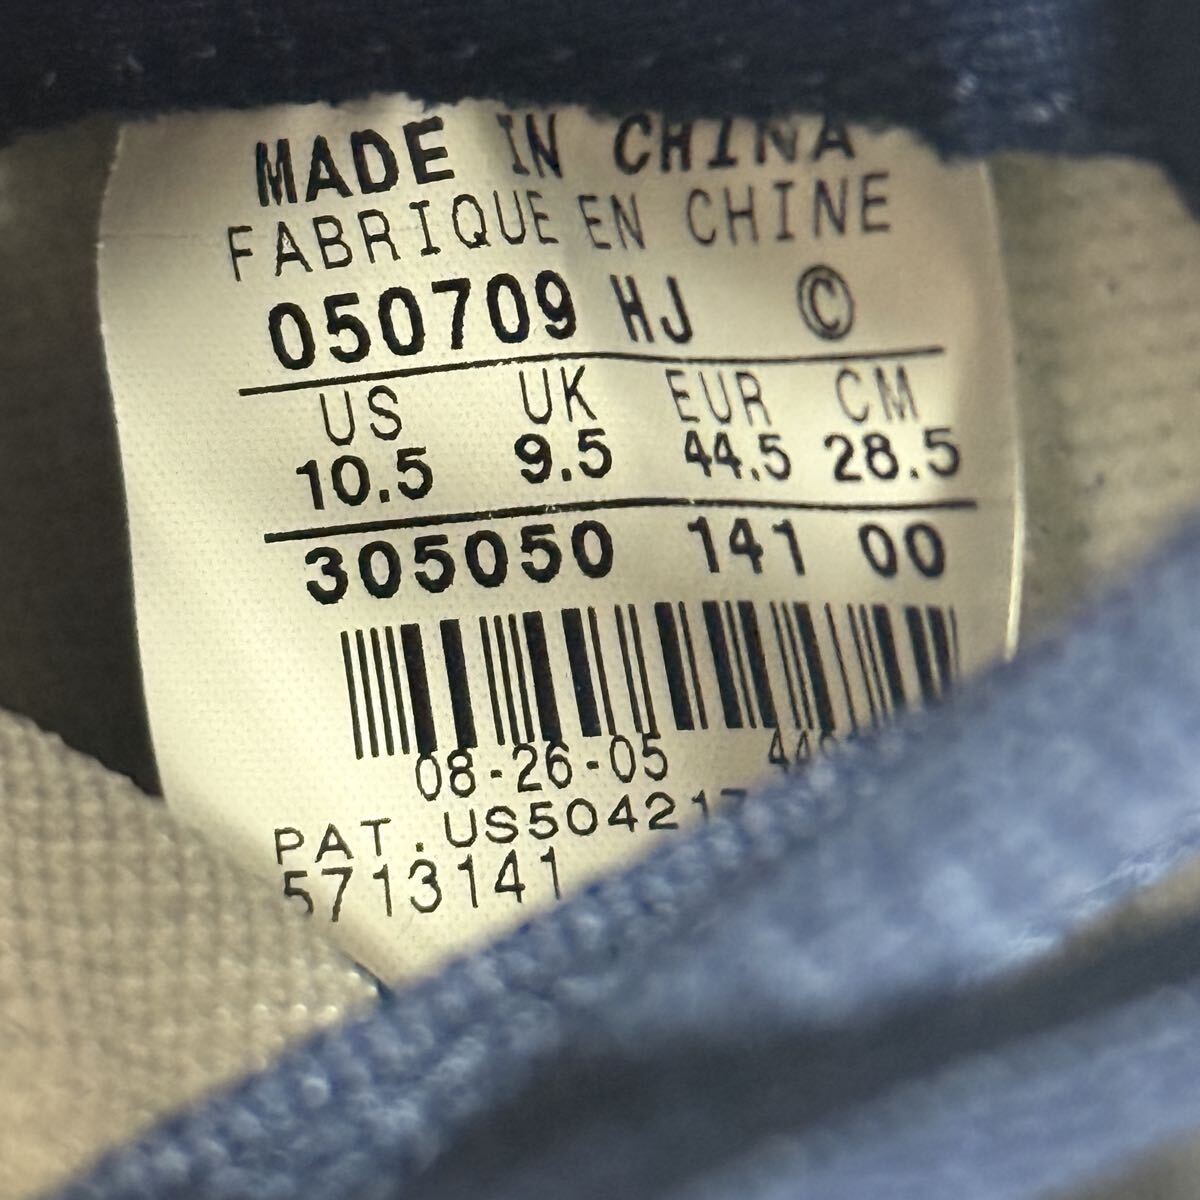 MADE IN CHINA
FABRIQUE EN CHINE
050709 HJ ©
US UK EUR CM
10.5 9.5 44.5 28.5
305050 141 00
08-26-05
PAT. US504217
5713141